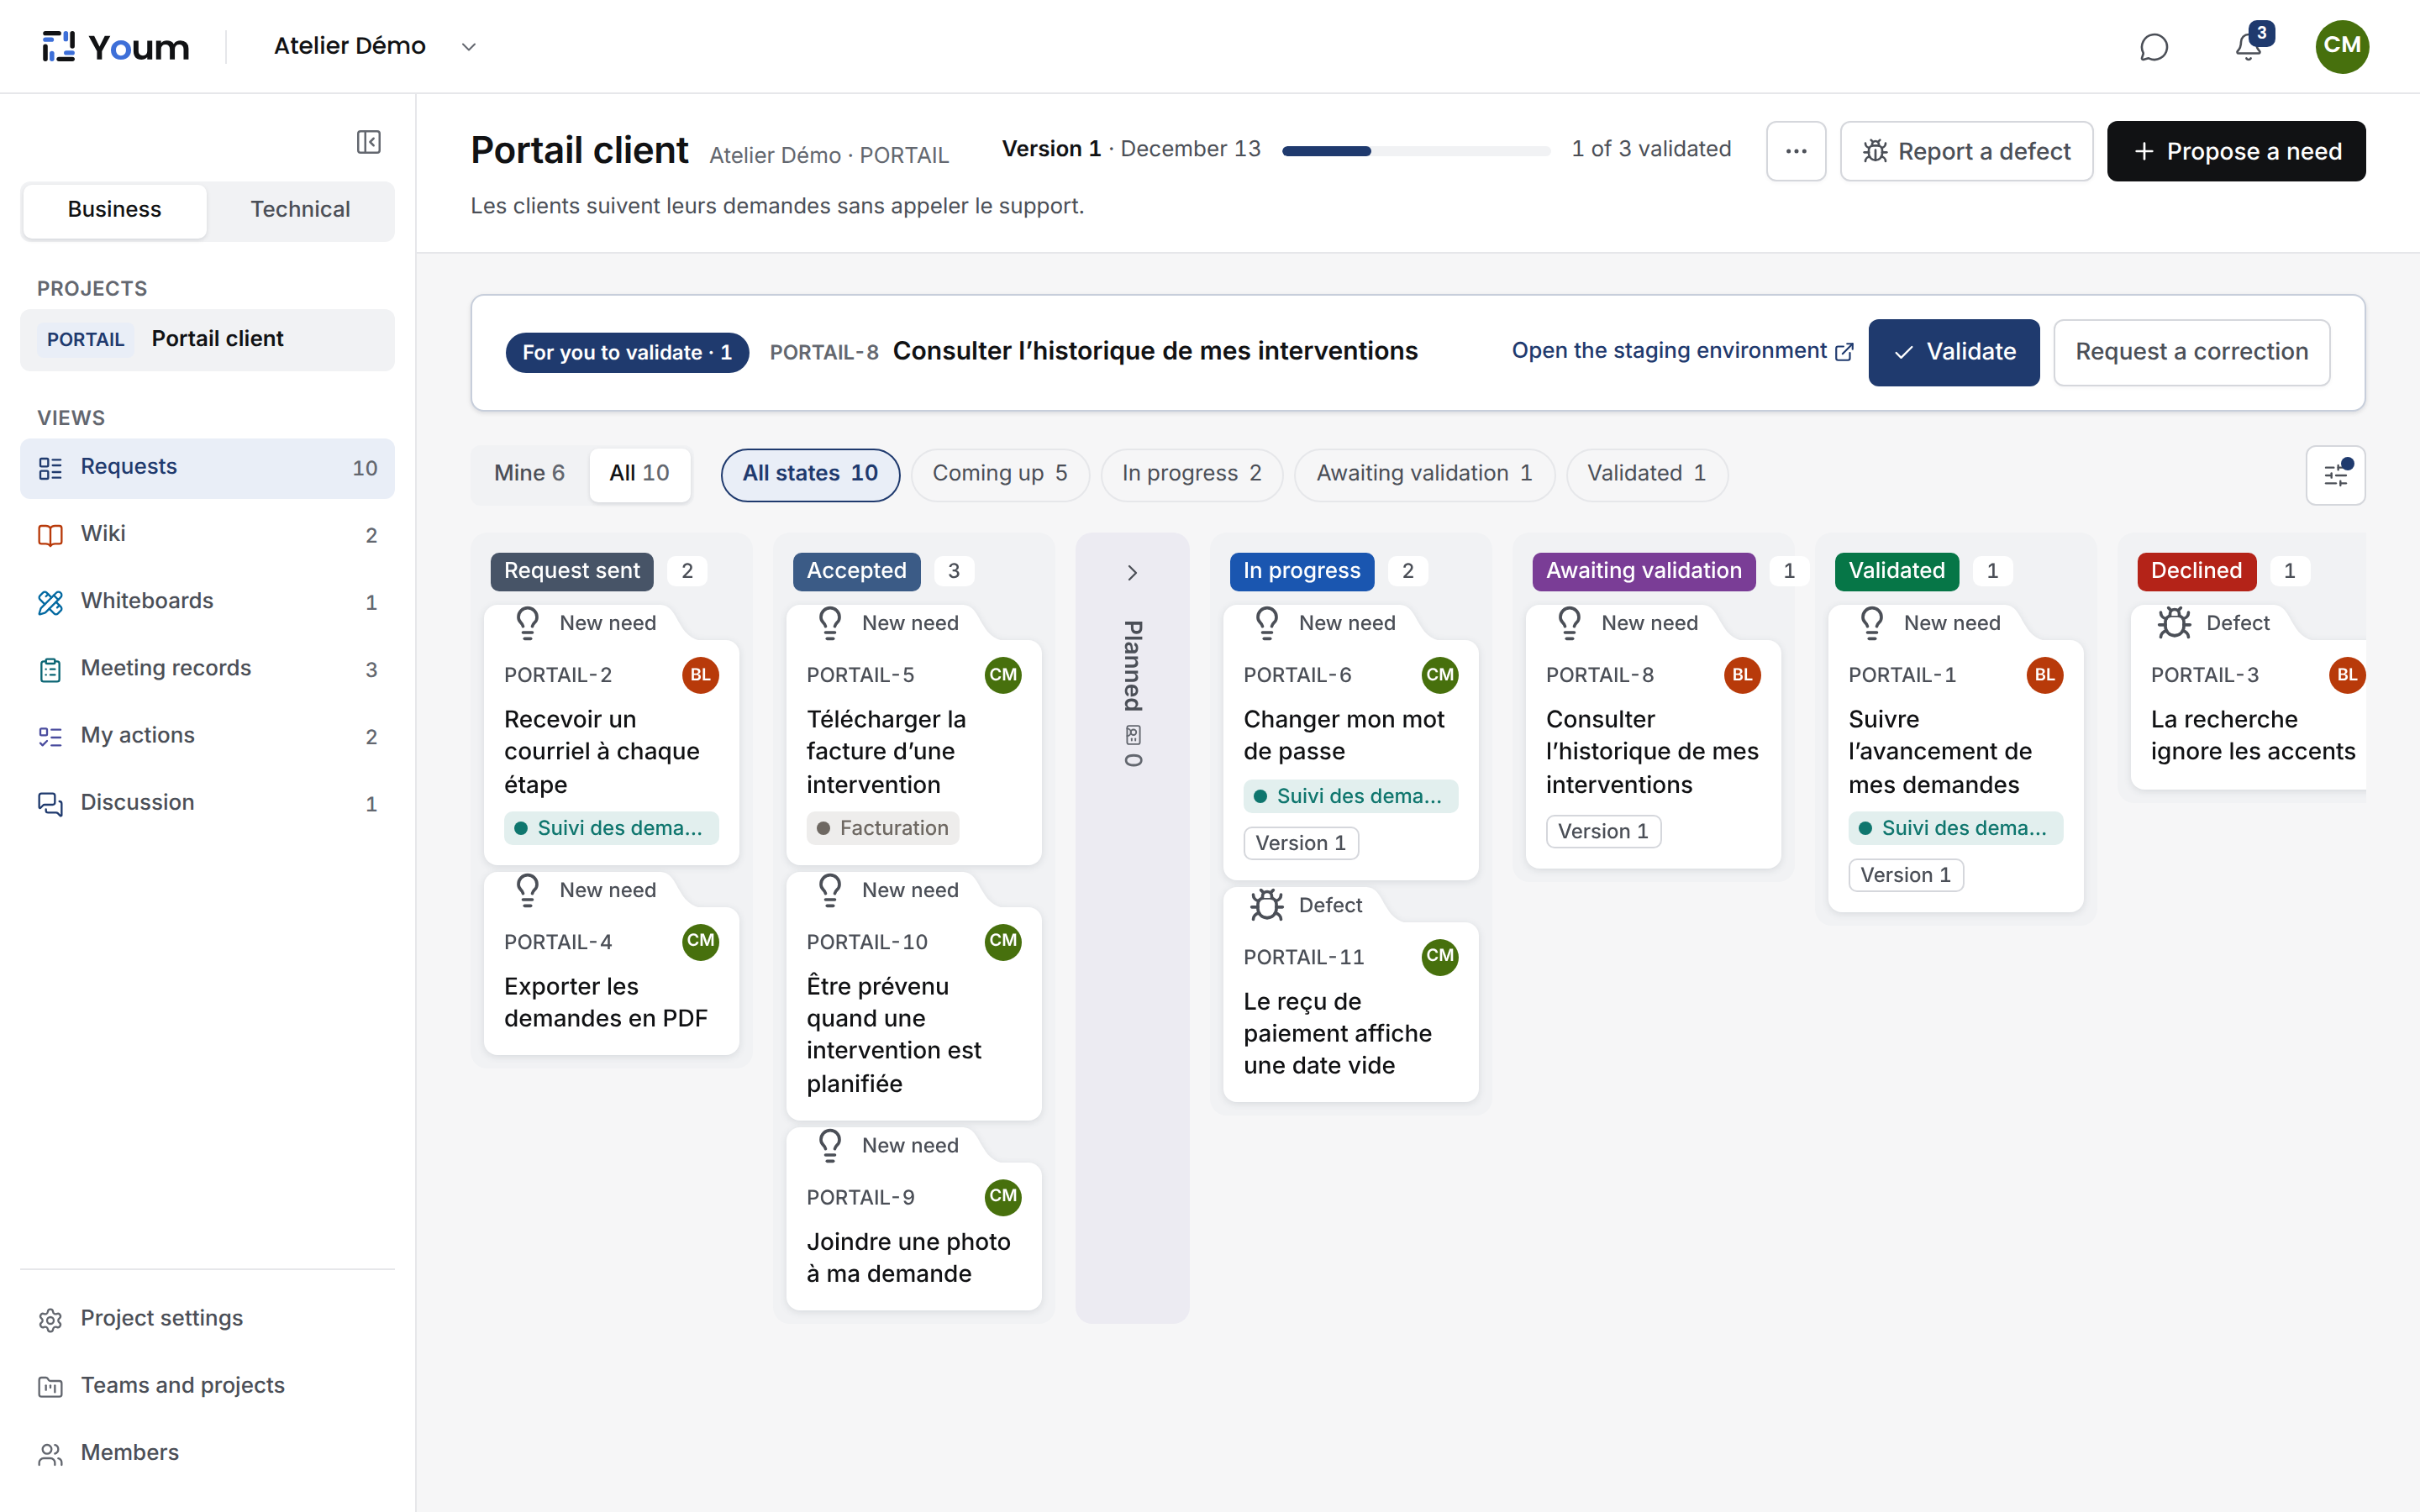 Youm
Atelier Démo
3
CM
Business
Technical
PROJECTS
PORTAIL
Portail client
VIEWS
Requests
10
Wiki
2
Whiteboards
1
Meeting records
3
My actions
2
Discussion
1
Project settings
Teams and projects
Members
Portail client
Atelier Démo · PORTAIL
Version 1 · December 13
1 of 3 validated
Report a defect
Propose a need
Les clients suivent leurs demandes sans appeler le support.
For you to validate · 1
PORTAIL-8
Consulter l’historique de mes interventions
Open the staging environment
Validate
Request a correction
Mine 6
All 10
All states 10
Coming up 5
In progress 2
Awaiting validation 1
Validated 1
Request sent
2
New need
PORTAIL-2
BL
Recevoir un
courriel à chaque
étape
Suivi des dema...
New need
PORTAIL-4
CM
Exporter les
demandes en PDF
Accepted
3
New need
PORTAIL-5
CM
Télécharger la
facture d’une
intervention
Facturation
New need
PORTAIL-10
CM
Être prévenu
quand une
intervention est
planifiée
New need
PORTAIL-9
CM
Joindre une photo
à ma demande
Planned
0
In progress
2
New need
PORTAIL-6
CM
Changer mon mot
de passe
Suivi des dema...
Version 1
Defect
PORTAIL-11
CM
Le reçu de
paiement affiche
une date vide
Awaiting validation
1
New need
PORTAIL-8
BL
Consulter
l’historique de mes
interventions
Version 1
Validated
1
New need
PORTAIL-1
BL
Suivre
l’avancement de
mes demandes
Suivi des dema...
Version 1
Declined
1
Defect
PORTAIL-3
BL
La recherche
ignore les accents